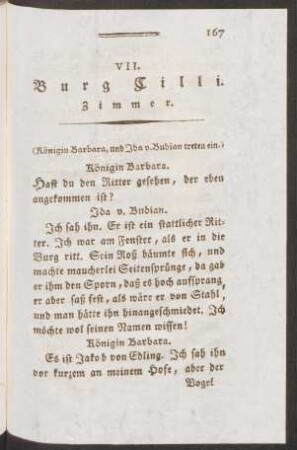 167
VII.
Burg Cilli.
Zimmer.
(Königin Barbara, und Ida v. Budian treten ein.)
Königin Barbara.
Hast du den Ritter gesehen, der eben
angekommen ist?
Ida v. Budian.
Ich sah ihn. Er ist ein stattlicher Rit-
ter. Ich war am Fenster, als er in die
Burg ritt. Sein Roß bäumte sich, und
machte maucherlei Seitensprünge, da gab
er ihm den Sporn, daß es hoch aufsprang,
er aber saß fest, als wäre er von Stahl,
und man hätte ihn hinangeschmiedet. Ich
möchte wol seinen Namen wissen!
Königin Barbara.
Es ist Jakob von Edling. Ich sah ihn
vor kurzem an meinem Hofe, aber der
Vogel